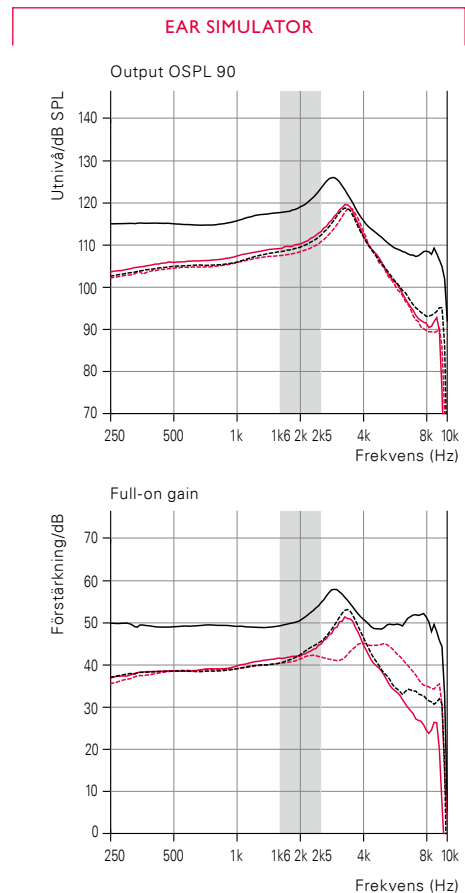 EAR SIMULATOR
Output OSPL 90
Utnivå/dB SPL
140
130
120
110
100
90
80
70
250 500 1k 1k6 2k 2k5 4k 8k 10k
Frekvens (Hz)
Full-on gain
Förstärkning/dB
70
60
50
40
30
20
10
0
250 500 1k 1k6 2k 2k5 4k 8k 10k
Frekvens (Hz)